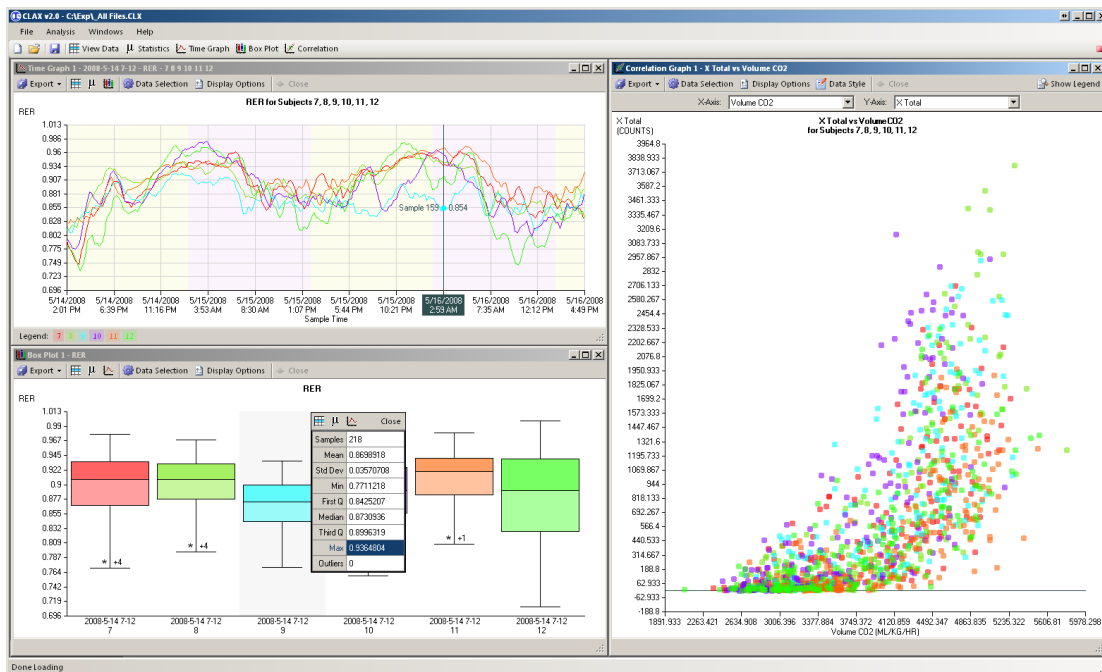 CLAX v2.0 - C:\Exp\_All Files.CLX
File Analysis Windows Help
View Data μ Statistics Time Graph Box Plot Correlation
Time Graph 1 - 2008-5-14 7-12 - RER - 7 8 9 10 11 12
Export μ Data Selection Display Options Close
RER for Subjects 7, 8, 9, 10, 11, 12
RER
1.013
0.986
0.96
0.934
0.907
0.881
0.855
0.828
0.802
0.775
0.749
0.723
0.696
Sample 159 0.854
5/14/2008 5/14/2008 5/14/2008 5/15/2008 5/15/2008 5/15/2008 5/15/2008 5/15/2008 5/16/2008 5/16/2008 5/16/2008 5/16/2008
2:01 PM 6:39 PM 11:16 PM 3:53 AM 8:30 AM 1:07 PM 5:44 PM 10:21 PM 2:59 AM 7:35 AM 12:12 PM 4:49 PM
Sample Time
Legend: 7 8 9 10 11 12
Box Plot 1 - RER
Export μ Data Selection Display Options Close
RER
RER
1.013
0.99
0.967
0.945
0.922
0.9
0.877
0.855
0.832
0.809
0.787
0.764
0.742
0.719
0.696
* +4
* +4
* +1
μ Close
Samples 218
Mean 0.8698918
Std Dev 0.03570708
Min 0.7711218
First Q 0.8425207
Median 0.8730936
Third Q 0.8996319
Max 0.9364804
Outliers 0
2008-5-14 7-12 2008-5-14 7-12 2008-5-14 7-12 2008-5-14 7-12 2008-5-14 7-12 2008-5-14 7-12
7 8 9 10 11 12
Correlation Graph 1 - X Total vs Volume CO2
Export Data Selection Display Options Data Style Close Show Legend
X-Axis: Volume CO2 Y-Axis: X Total
X Total vs VolumeCO2
for Subjects 7, 8, 9, 10, 11, 12
X Total
(COUNTS)
3964.8
3838.933
3713.067
3587.2
3461.333
3335.467
3209.6
3083.733
2957.867
2832
2706.133
2580.267
2454.4
2328.533
2202.667
2076.8
1950.933
1825.067
1699.2
1573.333
1447.467
1321.6
1195.733
1069.867
944
818.133
692.267
566.4
440.533
314.667
188.8
62.933
-62.933
-188.8
1891.933 2263.421 2634.908 3006.396 3377.884 3749.372 4120.859 4492.347 4863.835 5235.322 5606.81 5978.298
Volume CO2 (ML/KG/HR)
Done Loading